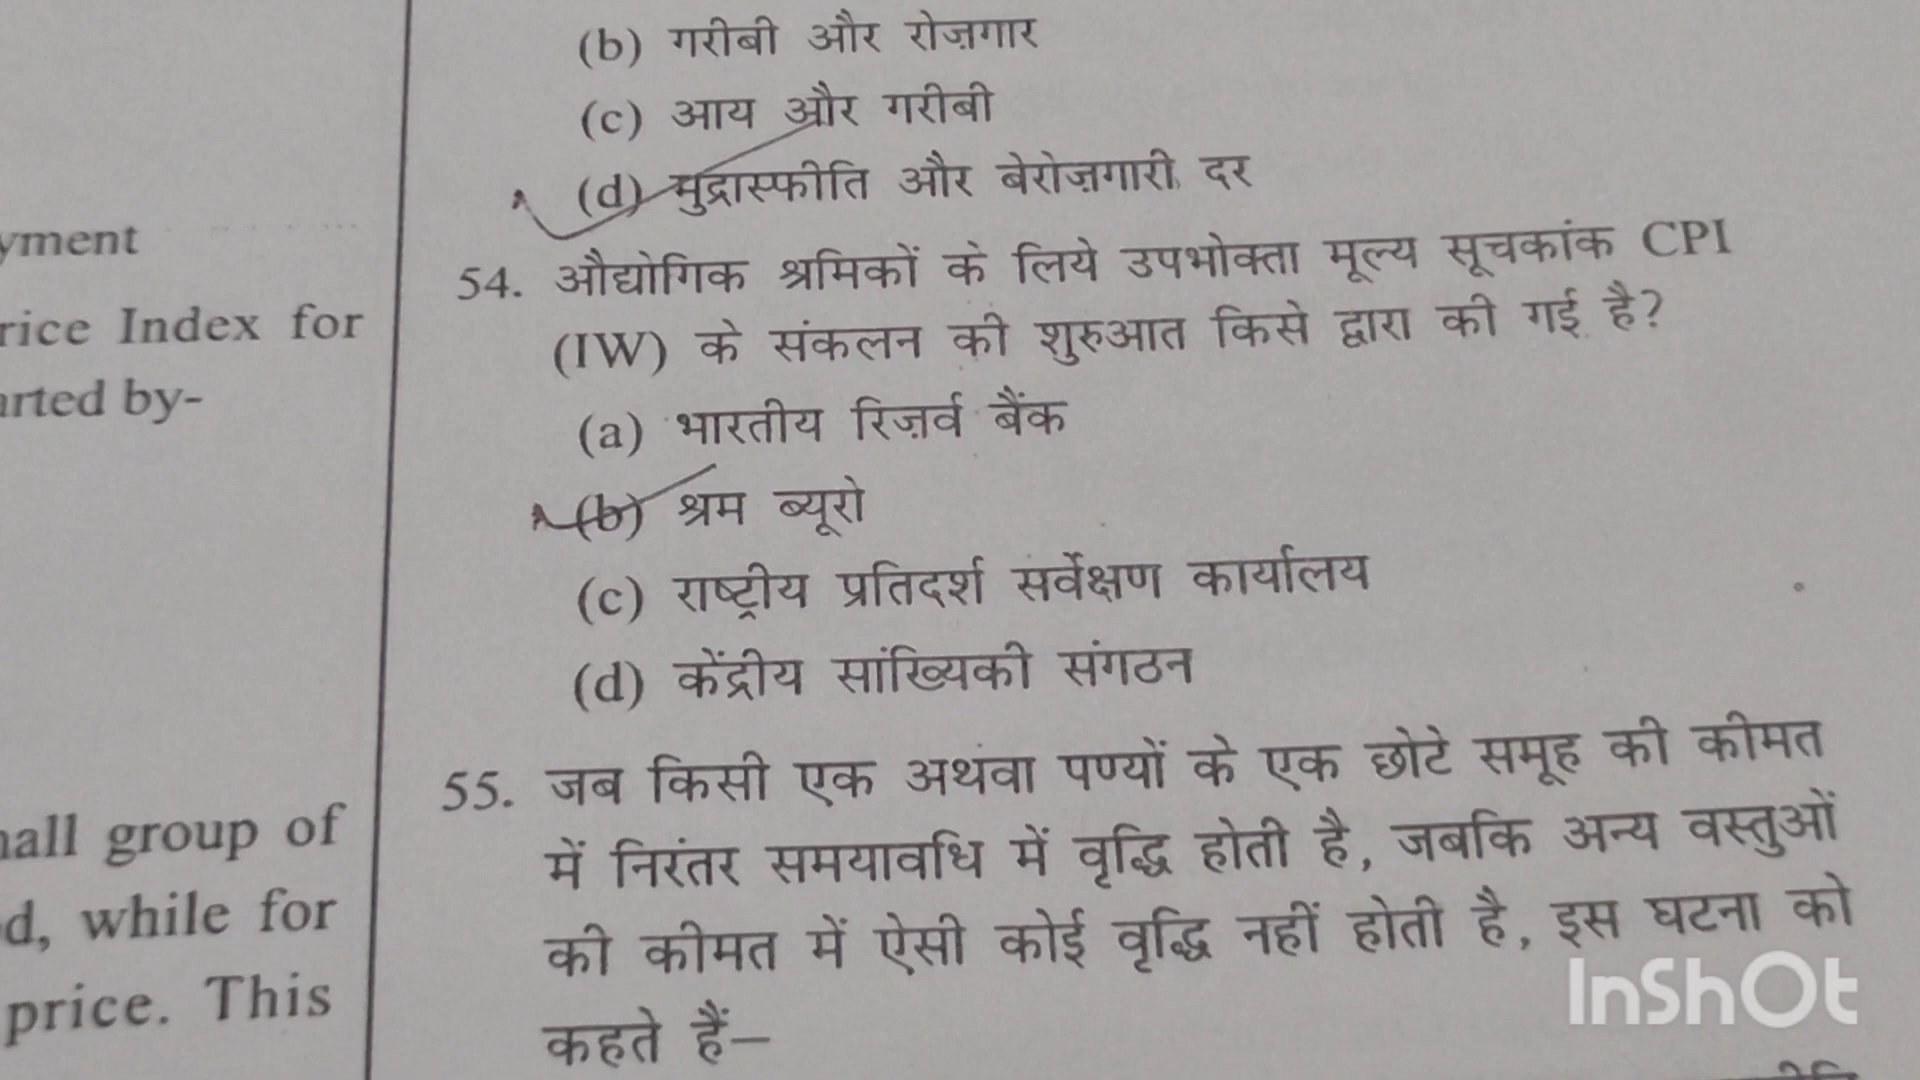 yment
rice Index for
arted by-
all group of
d, while for
price. This
(b) गरीबी और रोज़गार
(c) आय और गरीबी
(d) मुद्रास्फीति और बेरोज़गारी दर
54. औद्योगिक श्रमिकों के लिये उपभोक्ता मूल्य सूचकांक CPI
(IW) के संकलन की शुरुआत किसे द्वारा की गई है?
(a) भारतीय रिज़र्व बैंक
(b) श्रम ब्यूरो
(c) राष्ट्रीय प्रतिदर्श सर्वेक्षण कार्यालय
(d) केंद्रीय सांख्यिकी संगठन
55. जब किसी एक अथवा पण्यों के एक छोटे समूह की कीमत
में निरंतर समयावधि में वृद्धि होती है, जबकि अन्य वस्तुओं
की कीमत में ऐसी कोई वृद्धि नहीं होती है, इस घटना को
कहते हैं–
InShOt